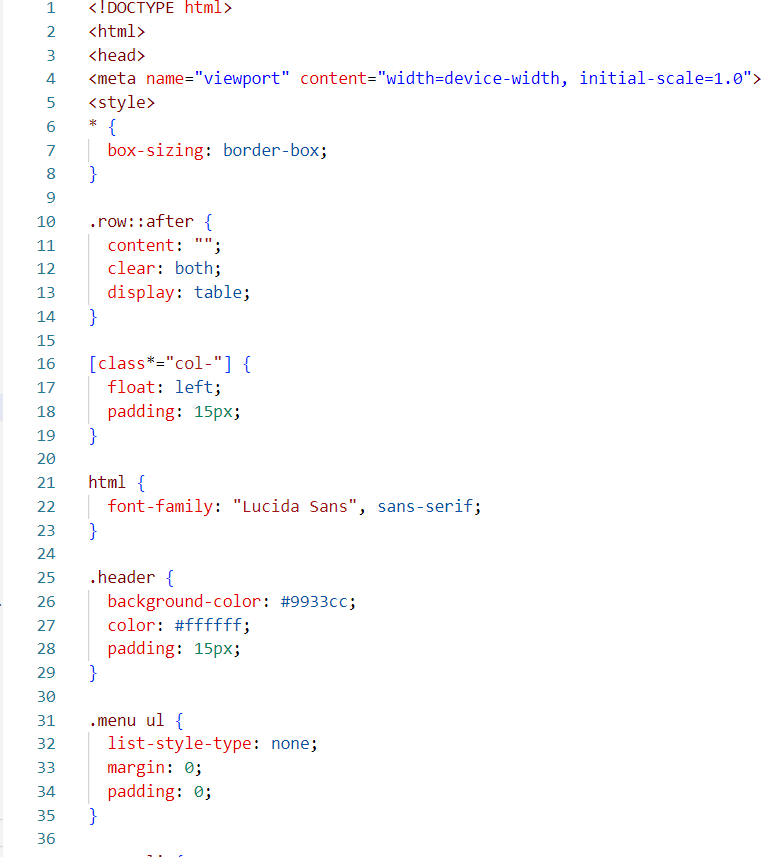 1 <!DOCTYPE html>
2 <html>
3 <head>
4 <meta name="viewport" content="width=device-width, initial-scale=1.0">
5 <style>
6 * {
7   box-sizing: border-box;
8 }
9
10 .row::after {
11   content: "";
12   clear: both;
13   display: table;
14 }
15
16 [class*="col-"] {
17   float: left;
18   padding: 15px;
19 }
20
21 html {
22   font-family: "Lucida Sans", sans-serif;
23 }
24
25 .header {
26   background-color: #9933cc;
27   color: #ffffff;
28   padding: 15px;
29 }
30
31 .menu ul {
32   list-style-type: none;
33   margin: 0;
34   padding: 0;
35 }
36